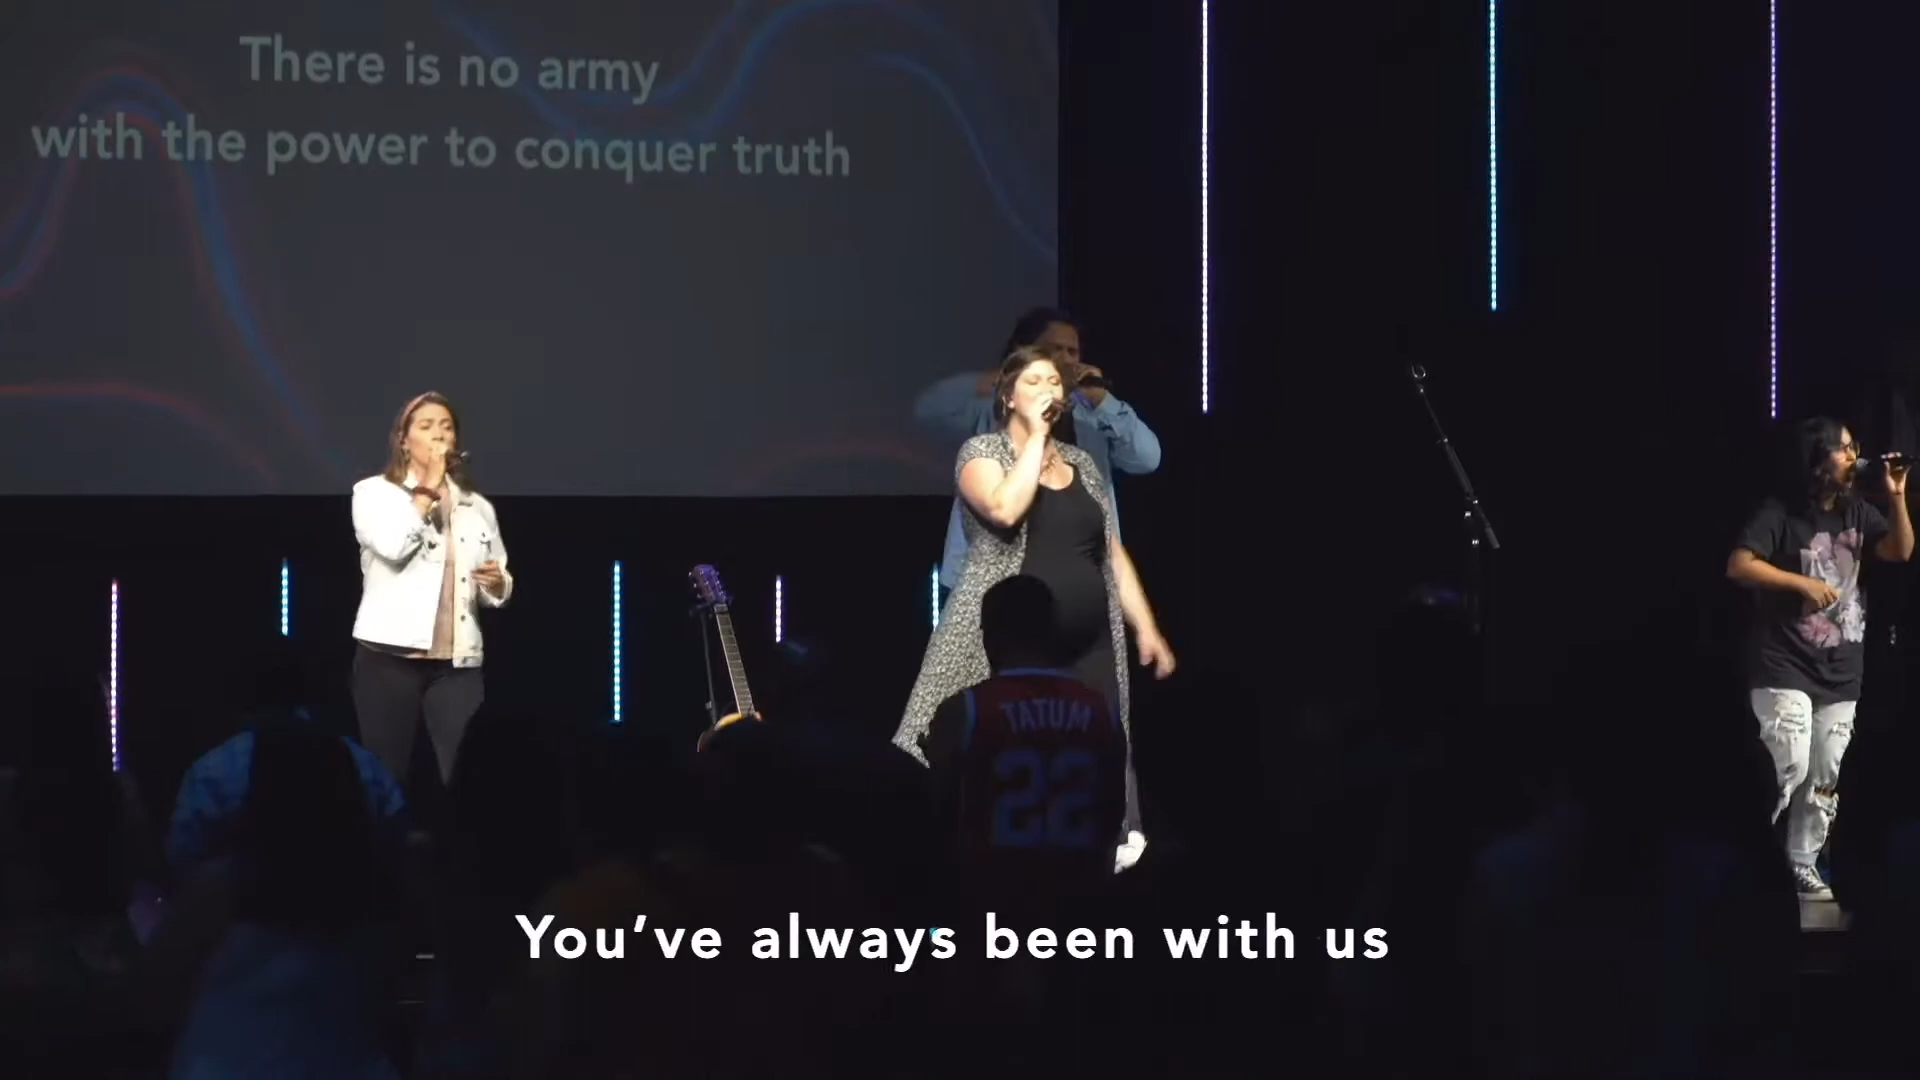 There is no army
with the power to conquer truth
TATUM
22
You've always been with us